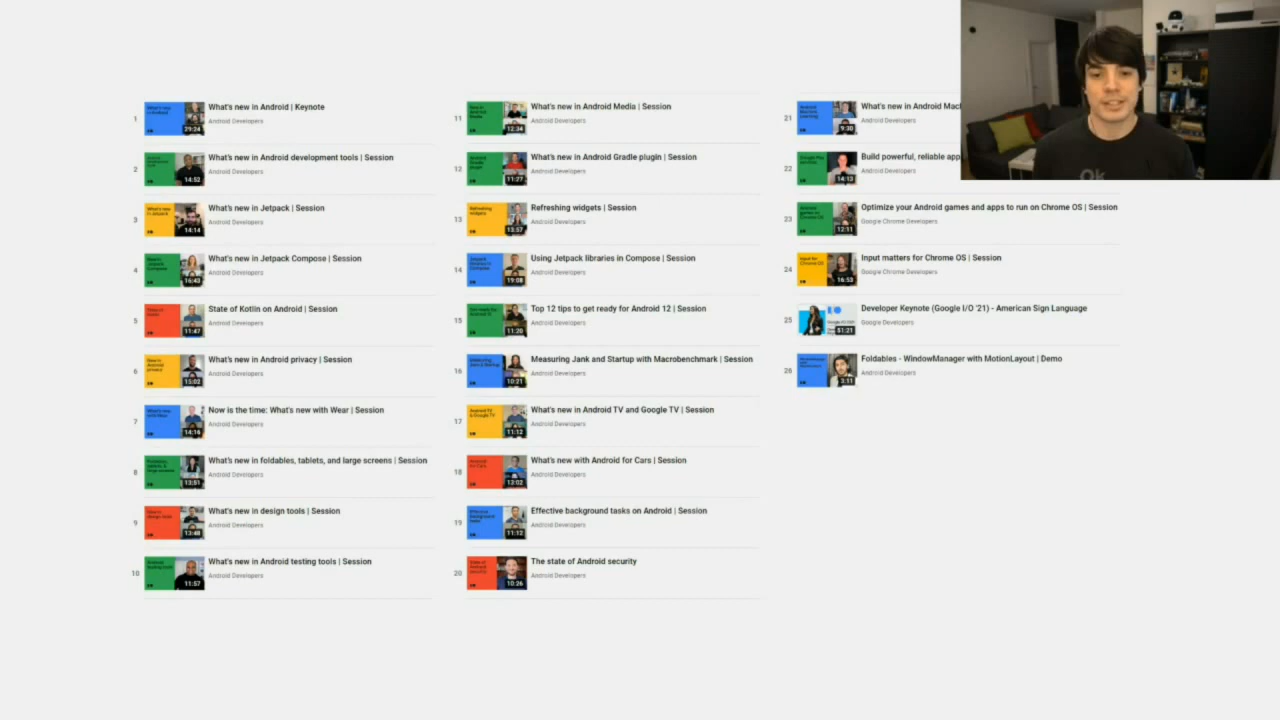 1
29:24
What's new in Android | Keynote
Android Developers
2
14:52
What's new in Android development tools | Session
Android Developers
3
14:14
What's new in Jetpack | Session
Android Developers
4
16:43
What's new in Jetpack Compose | Session
Android Developers
5
11:47
State of Kotlin on Android | Session
Android Developers
6
15:02
What's new in Android privacy | Session
Android Developers
7
14:16
Now is the time: What's new with Wear | Session
Android Developers
8
13:51
What's new in foldables, tablets, and large screens | Session
Android Developers
9
13:48
What's new in design tools | Session
Android Developers
10
11:57
What's new in Android testing tools | Session
Android Developers
11
12:34
What's new in Android Media | Session
Android Developers
12
11:27
What's new in Android Gradle plugin | Session
Android Developers
13
Refreshing widgets
13:57
Refreshing widgets | Session
Android Developers
14
19:08
Using Jetpack libraries in Compose | Session
Android Developers
15
11:20
Top 12 tips to get ready for Android 12 | Session
Android Developers
16
10:21
Measuring Jank and Startup with Macrobenchmark | Session
Android Developers
17
Android TV & Google TV
11:12
What's new in Android TV and Google TV | Session
Android Developers
18
13:02
What's new with Android for Cars | Session
Android Developers
19
11:12
Effective background tasks on Android | Session
Android Developers
20
10:26
The state of Android security
Android Developers
21
9:30
What's new in Android Macl
Android Developers
22
14:13
Build powerful, reliable app
Android Developers
23
12:11
Optimize your Android games and apps to run on Chrome OS | Session
Google Chrome Developers
24
16:53
Input matters for Chrome OS | Session
Google Chrome Developers
25
51:21
Developer Keynote (Google I/O '21) - American Sign Language
Google Developers
26
3:11
Foldables - WindowManager with MotionLayout | Demo
Android Developers
Ok